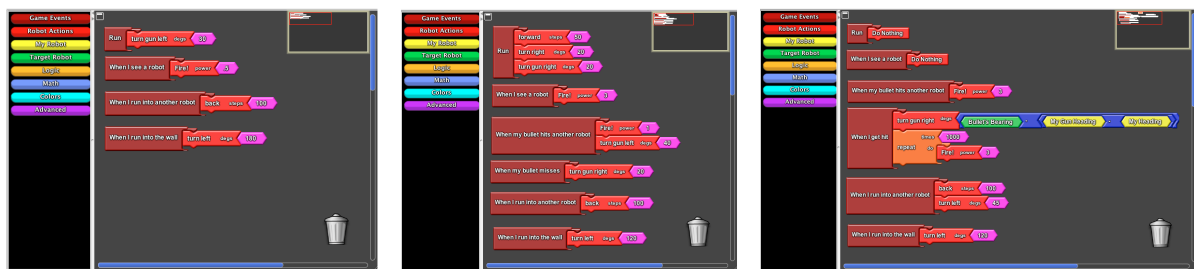 Game Events
Robot Actions
My Robot
Target Robot
Logic
Math
Colors
Advanced
Run turn gun left degs 30
When I see a robot Fire! power .5
When I run into another robot back steps 100
When I run into the wall turn left degs 180
Game Events
Robot Actions
My Robot
Target Robot
Logic
Math
Colors
Advanced
forward steps 50
Run turn right degs 20
turn gun right degs 20
When I see a robot Fire! power 3
When my bullet hits another robot Fire! power 3
turn gun left degs 40
When my bullet misses turn gun right degs 20
When I run into another robot back steps 100
When I run into the wall turn left degs 120
Game Events
Robot Actions
My Robot
Target Robot
Logic
Math
Colors
Advanced
Run Do Nothing
When I see a robot Do Nothing
When my bullet hits another robot Fire! power 3
turn gun right degs Bullet's Bearing - My Gun Heading - My Heading
When I get hit
times 1000
repeat do Fire! power 3
When I run into another robot back steps 100
turn left degs 45
When I run into the wall turn left degs 120